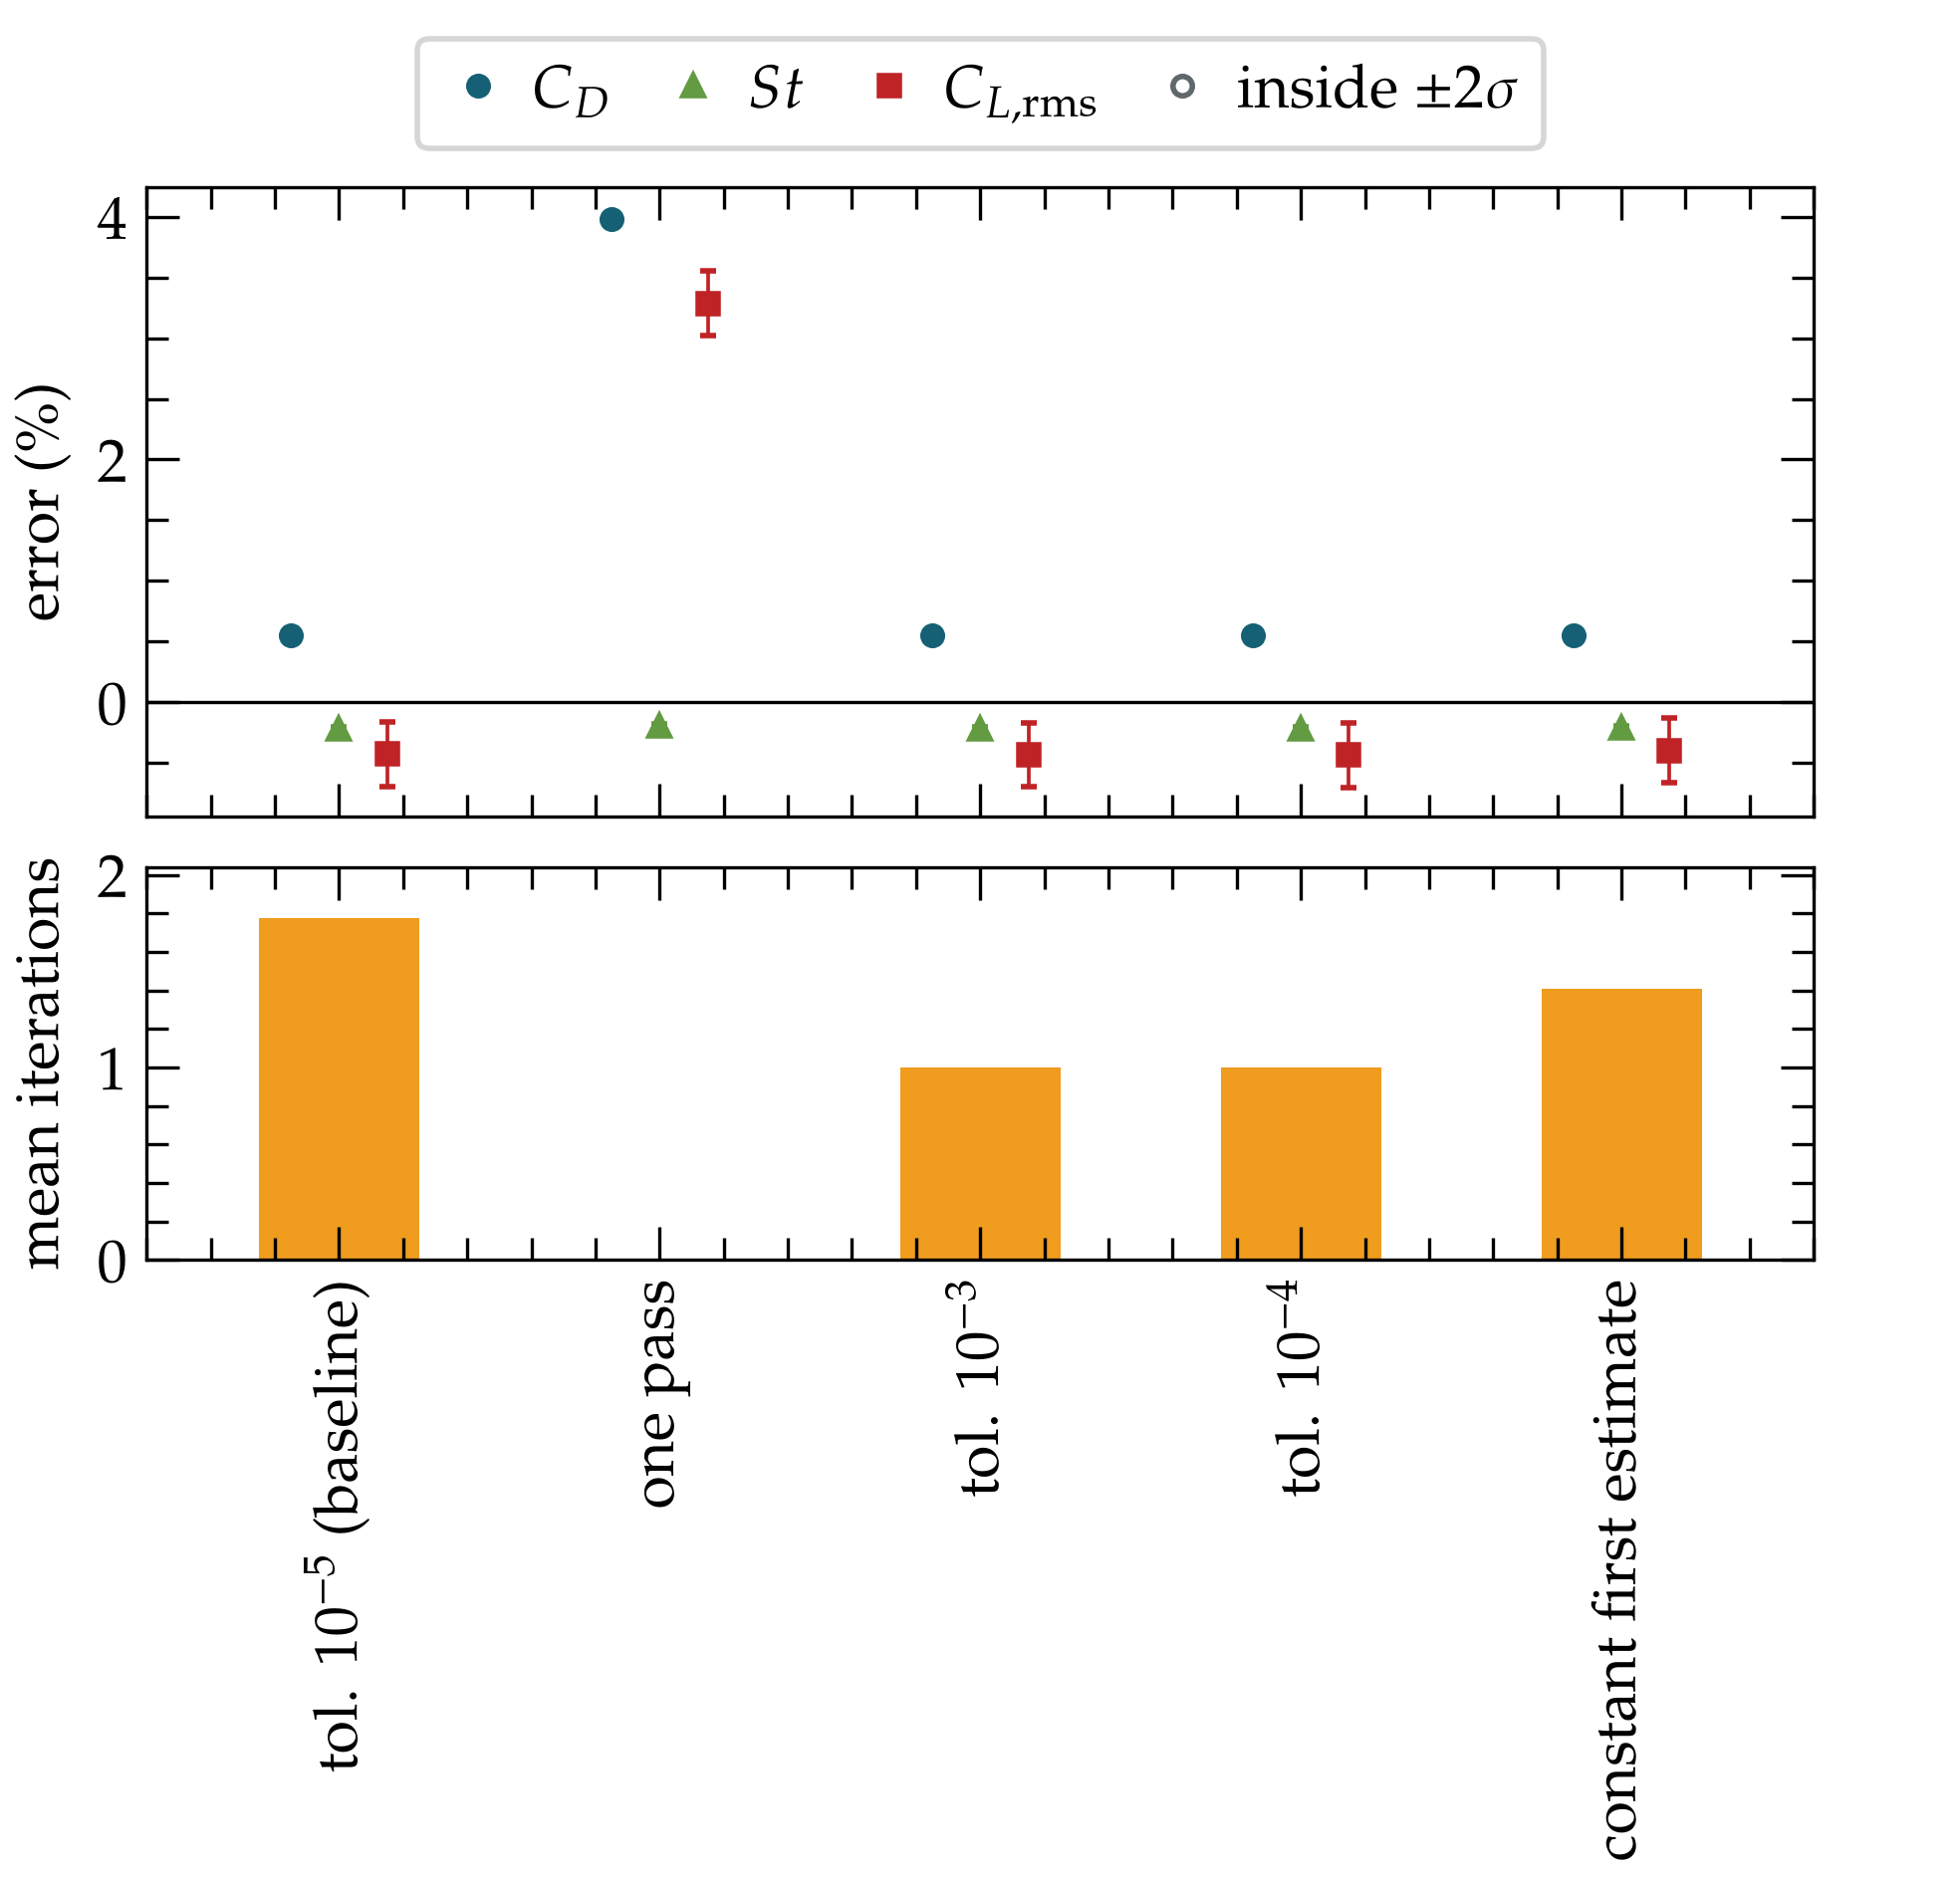 C_D St C_{L,rms} inside ±2σ
error (%)
4
2
0
mean iterations
2
1
0
tol. 10⁻⁵ (baseline)
one pass
tol. 10⁻³
tol. 10⁻⁴
constant first estimate